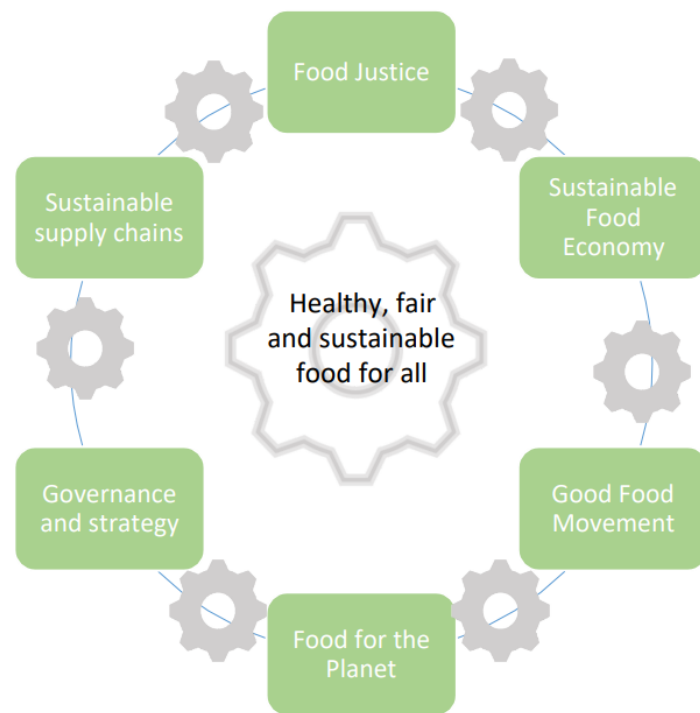 Food Justice
Sustainable
supply chains
Sustainable
Food
Economy
Healthy, fair
and sustainable
food for all
Governance
and strategy
Good Food
Movement
Food for the
Planet